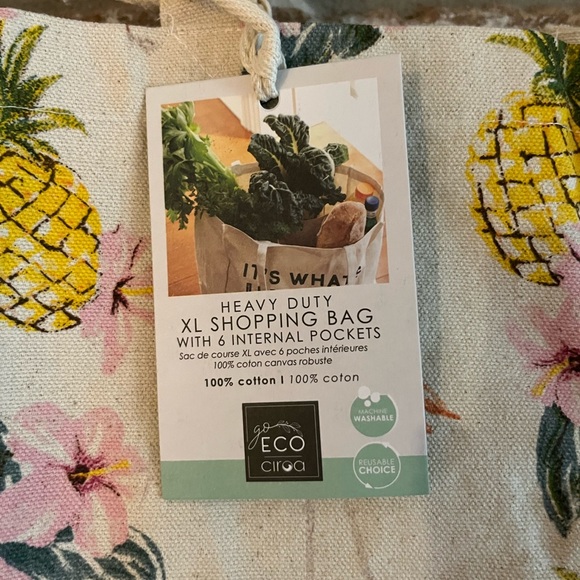 IT'S WHAT
HEAVY DUTY
XL SHOPPING BAG
WITH 6 INTERNAL POCKETS
Sac de course XL avec 6 poches intérieures
100% coton canvas robuste
100% cotton | 100% coton
go
ECO
ciroa
MACHINE
WASHABLE
REUSABLE
CHOICE